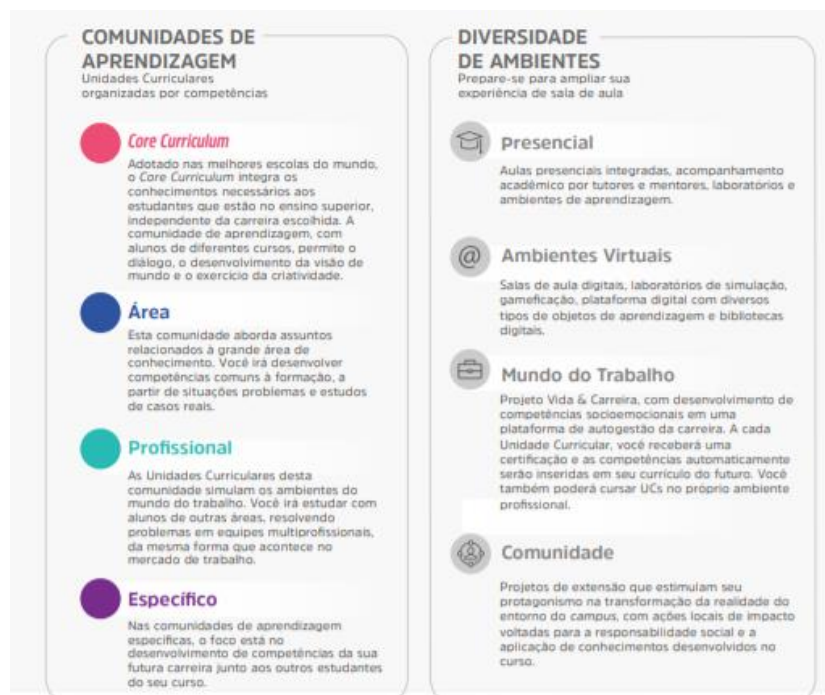 COMUNIDADES DE
APRENDIZAGEM
Unidades Curriculares
organizadas por competências
Core Curriculum
Adotado nas melhores escolas do mundo,
o Core Curriculum integra os
conhecimentos necessários aos
estudantes que estão no ensino superior,
independente da carreira escolhida. A
comunidade de aprendizagem, com
alunos de diferentes cursos, permite o
diálogo, o desenvolvimento da visão de
mundo e o exercício da criatividade.
Área
Esta comunidade aborda assuntos
relacionados à grande área de
conhecimento. Você irá desenvolver
competências comuns à formação, a
partir de situações problemas e estudos
de casos reais.
Profissional
As Unidades Curriculares desta
comunidade simulam os ambientes do
mundo do trabalho. Você irá estudar com
alunos de outras áreas, resolvendo
problemas em equipes multiprofissionais,
da mesma forma que acontece no
mercado de trabalho.
Específico
Nas comunidades de aprendizagem
específicas, o foco está no
desenvolvimento de competências da sua
futura carreira junto aos outros estudantes
do seu curso.
DIVERSIDADE
DE AMBIENTES
Prepare-se para ampliar sua
experiência de sala de aula
Presencial
Aulas presenciais integradas, acompanhamento
acadêmico por tutores e mentores, laboratórios e
ambientes de aprendizagem.
@
Ambientes Virtuais
Salas de aula digitais, laboratórios de simulação,
gameficação, plataforma digital com diversos
tipos de objetos de aprendizagem e bibliotecas
digitais.
Mundo do Trabalho
Projeto Vida & Carreira, com desenvolvimento de
competências socioemocionais em uma
plataforma de autogestão da carreira. A cada
Unidade Curricular, você receberá uma
certificação e as competências automaticamente
serão inseridas em seu currículo do futuro. Você
também poderá cursar UCs no próprio ambiente
profissional.
Comunidade
Projetos de extensão que estimulam seu
protagonismo na transformação da realidade do
entorno do campus, com ações locais de impacto
voltadas para a responsabilidade social e a
aplicação de conhecimentos desenvolvidos no
curso.